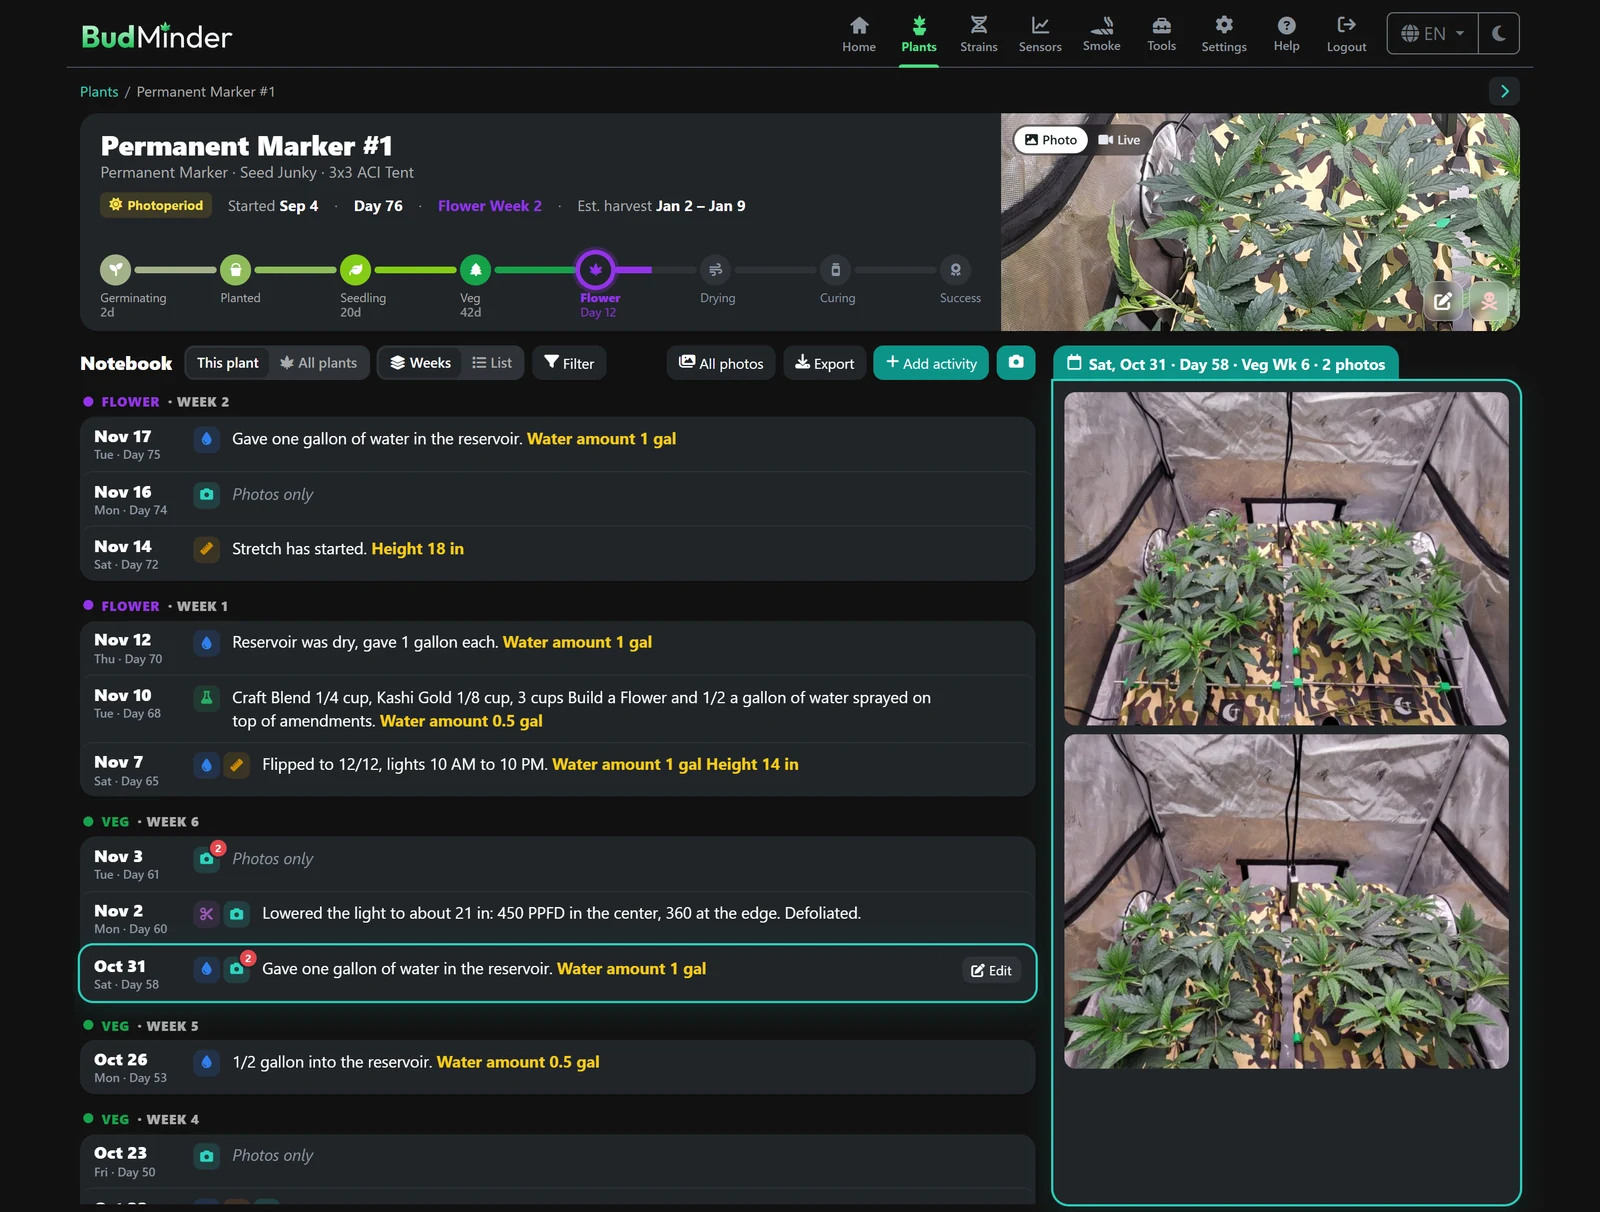 BudMinder
Home
Plants
Strains
Sensors
Smoke
Tools
Settings
Help
Logout
EN
Plants / Permanent Marker #1
Permanent Marker #1
Permanent Marker · Seed Junky · 3x3 ACI Tent
Photoperiod
Started Sep 4 · Day 76 · Flower Week 2 · Est. harvest Jan 2 – Jan 9
Germinating
2d
Planted
Seedling
20d
Veg
42d
Flower
Day 12
Drying
Curing
Success
Photo
Live
Notebook
This plant
All plants
Weeks
List
Filter
All photos
Export
+ Add activity
Sat, Oct 31 · Day 58 · Veg Wk 6 · 2 photos
FLOWER · WEEK 2
Nov 17
Tue · Day 75
Gave one gallon of water in the reservoir. Water amount 1 gal
Nov 16
Mon · Day 74
Photos only
Nov 14
Sat · Day 72
Stretch has started. Height 18 in
FLOWER · WEEK 1
Nov 12
Thu · Day 70
Reservoir was dry, gave 1 gallon each. Water amount 1 gal
Nov 10
Tue · Day 68
Craft Blend 1/4 cup, Kashi Gold 1/8 cup, 3 cups Build a Flower and 1/2 a gallon of water sprayed on
top of amendments. Water amount 0.5 gal
Nov 7
Sat · Day 65
Flipped to 12/12, lights 10 AM to 10 PM. Water amount 1 gal Height 14 in
VEG · WEEK 6
Nov 3
Tue · Day 61
2
Photos only
Nov 2
Mon · Day 60
Lowered the light to about 21 in: 450 PPFD in the center, 360 at the edge. Defoliated.
Oct 31
Sat · Day 58
2
Gave one gallon of water in the reservoir. Water amount 1 gal
Edit
VEG · WEEK 5
Oct 26
Mon · Day 53
1/2 gallon into the reservoir. Water amount 0.5 gal
VEG · WEEK 4
Oct 23
Fri · Day 50
Photos only